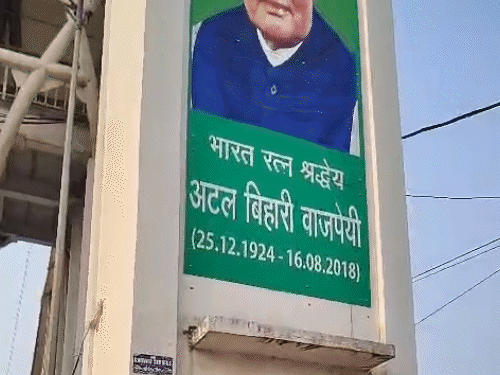 भारत रत्न श्रद्धेय
अटल बिहारी वाजपेयी
(25.12.1924 - 16.08.2018)